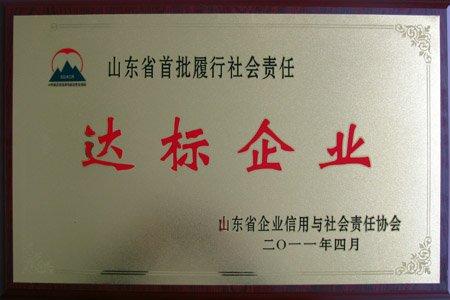 山东省首批履行社会责任
达标企业
山东省企业信用与社会责任协会
二〇一一年四月